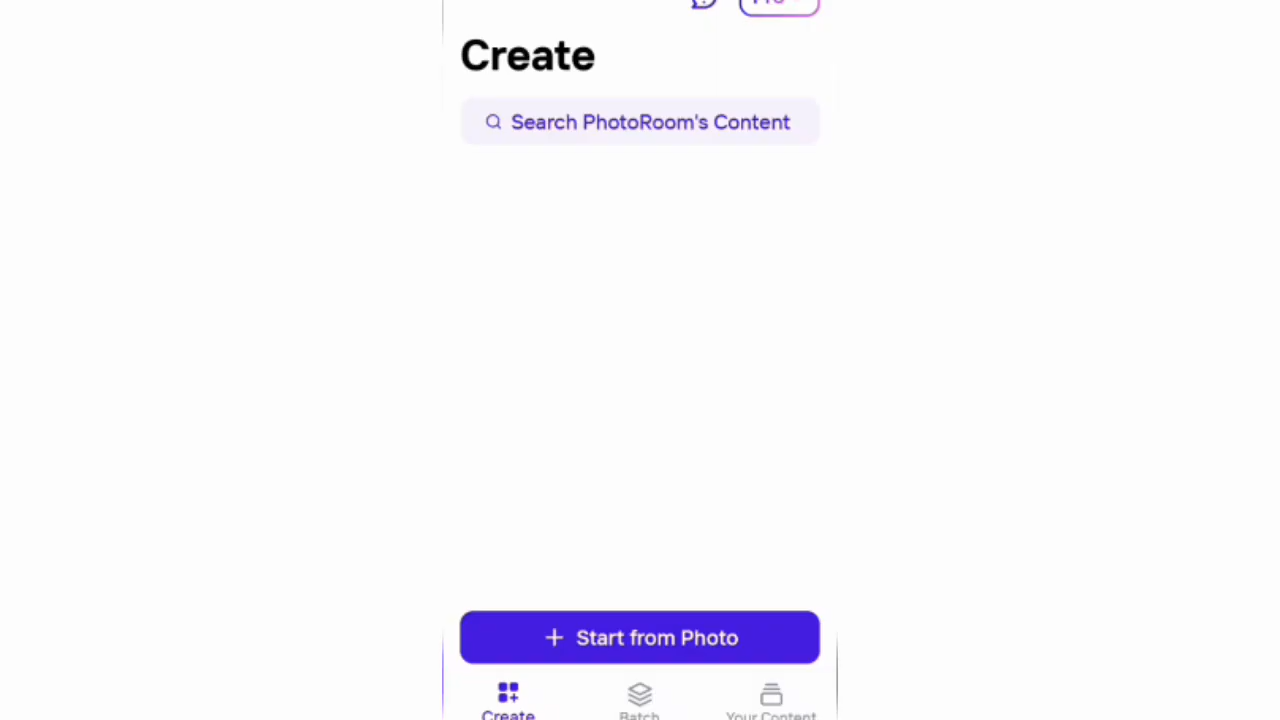 Create
Search PhotoRoom's Content
Start from Photo
Create
Batch
Your Content